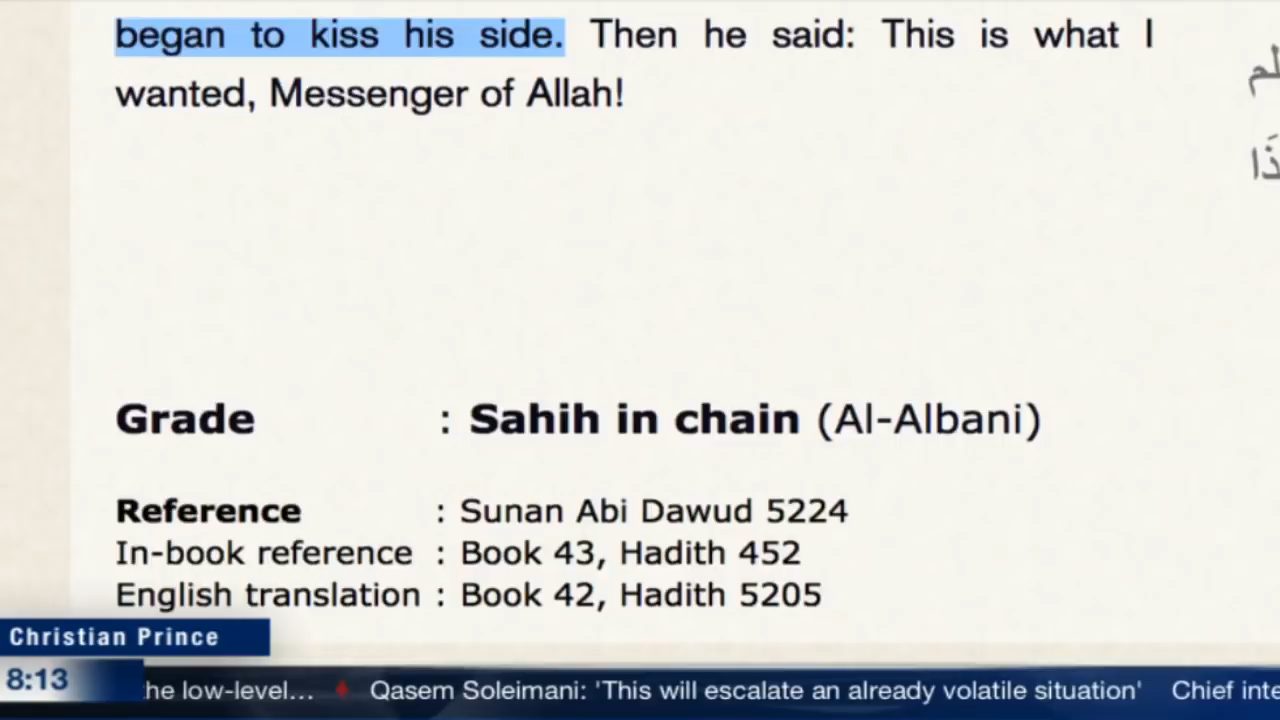 began to kiss his side. Then he said: This is what I
wanted, Messenger of Allah!
Grade : Sahih in chain (Al-Albani)
Reference : Sunan Abi Dawud 5224
In-book reference : Book 43, Hadith 452
English translation : Book 42, Hadith 5205
Christian Prince
8:13 the low-level... Qasem Soleimani: 'This will escalate an already volatile situation' Chief